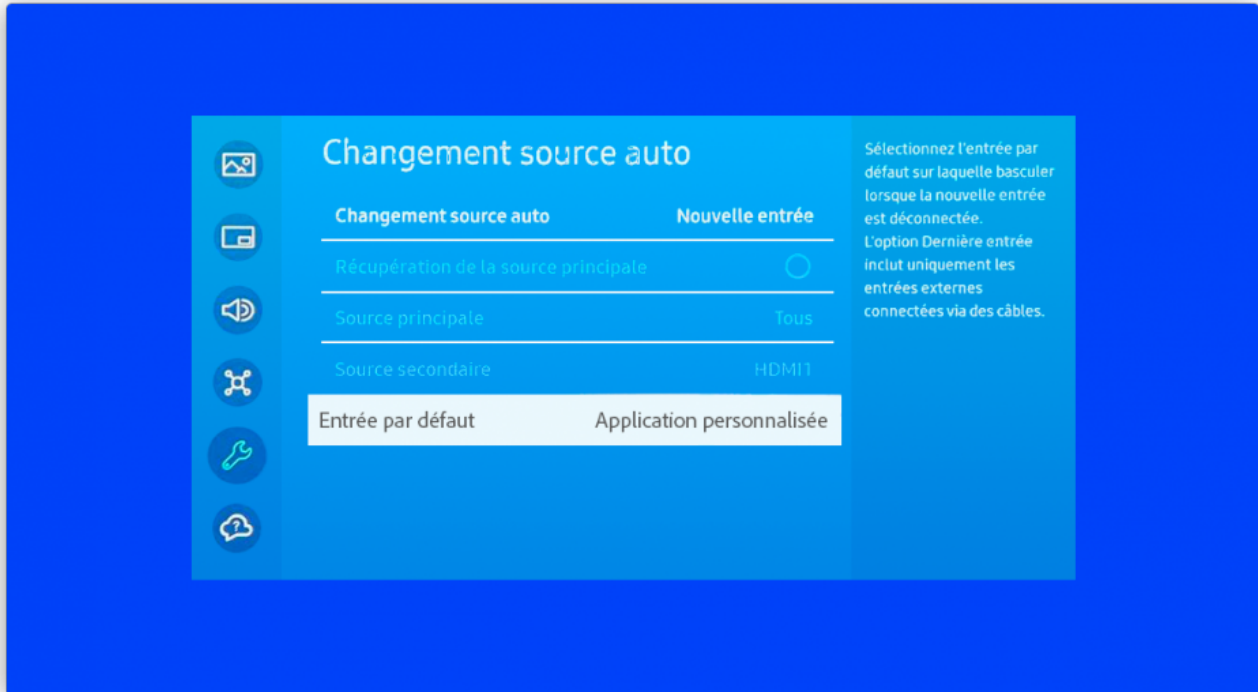 Changement source auto
Changement source auto Nouvelle entrée
Récupération de la source principale
Source principale Tous
Source secondaire HDMI1
Entrée par défaut Application personnalisée
Sélectionnez l'entrée par
défaut sur laquelle basculer
lorsque la nouvelle entrée
est déconnectée.
L'option Dernière entrée
inclut uniquement les
entrées externes
connectées via des câbles.